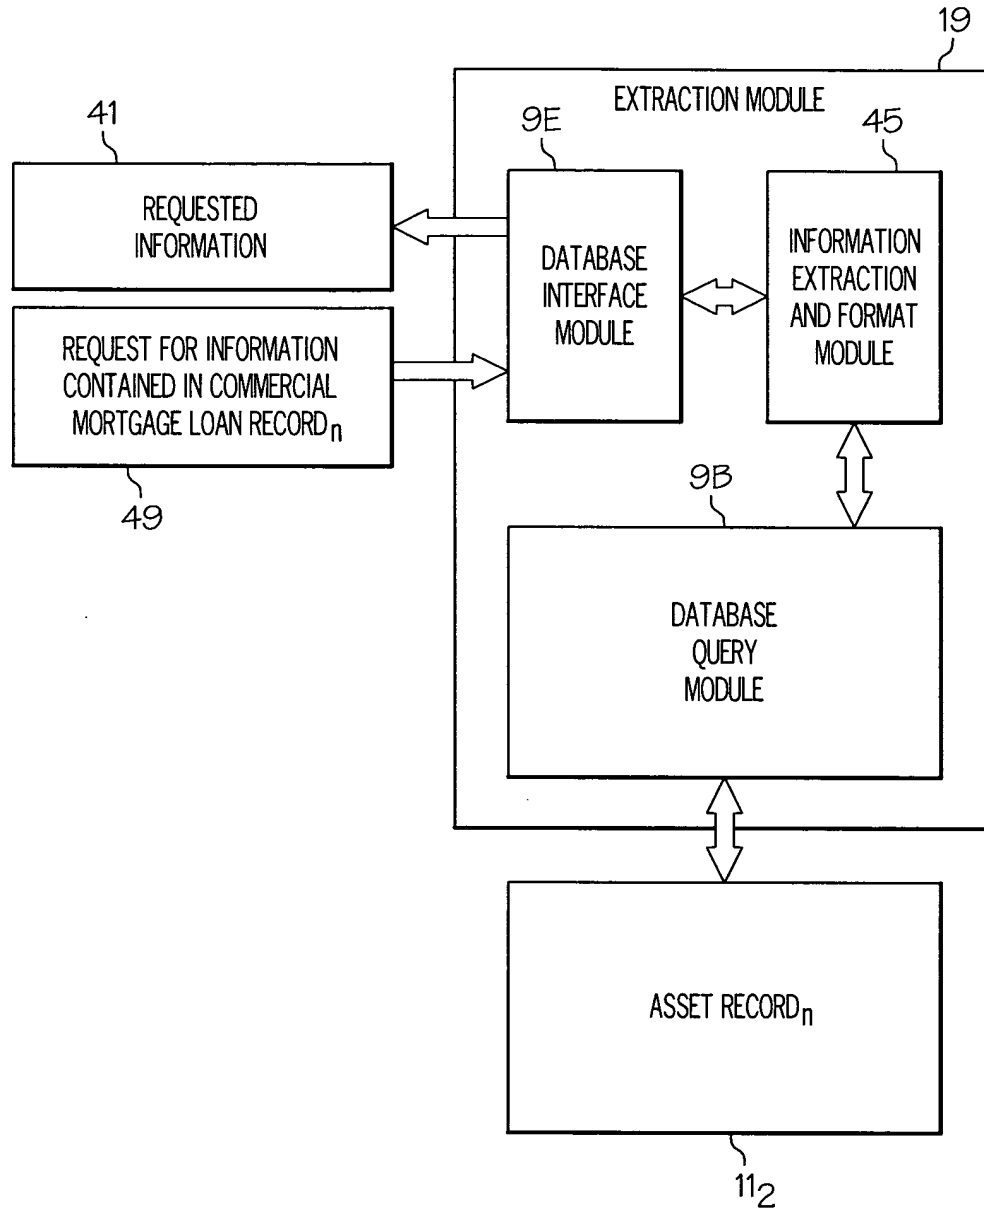 19
EXTRACTION MODULE
41
9E
45
REQUESTED
INFORMATION
DATABASE
INTERFACE
MODULE
INFORMATION
EXTRACTION
AND FORMAT
MODULE
REQUEST FOR INFORMATION
CONTAINED IN COMMERCIAL
MORTGAGE LOAN RECORDn
49
9B
DATABASE
QUERY
MODULE
ASSET RECORDn
112